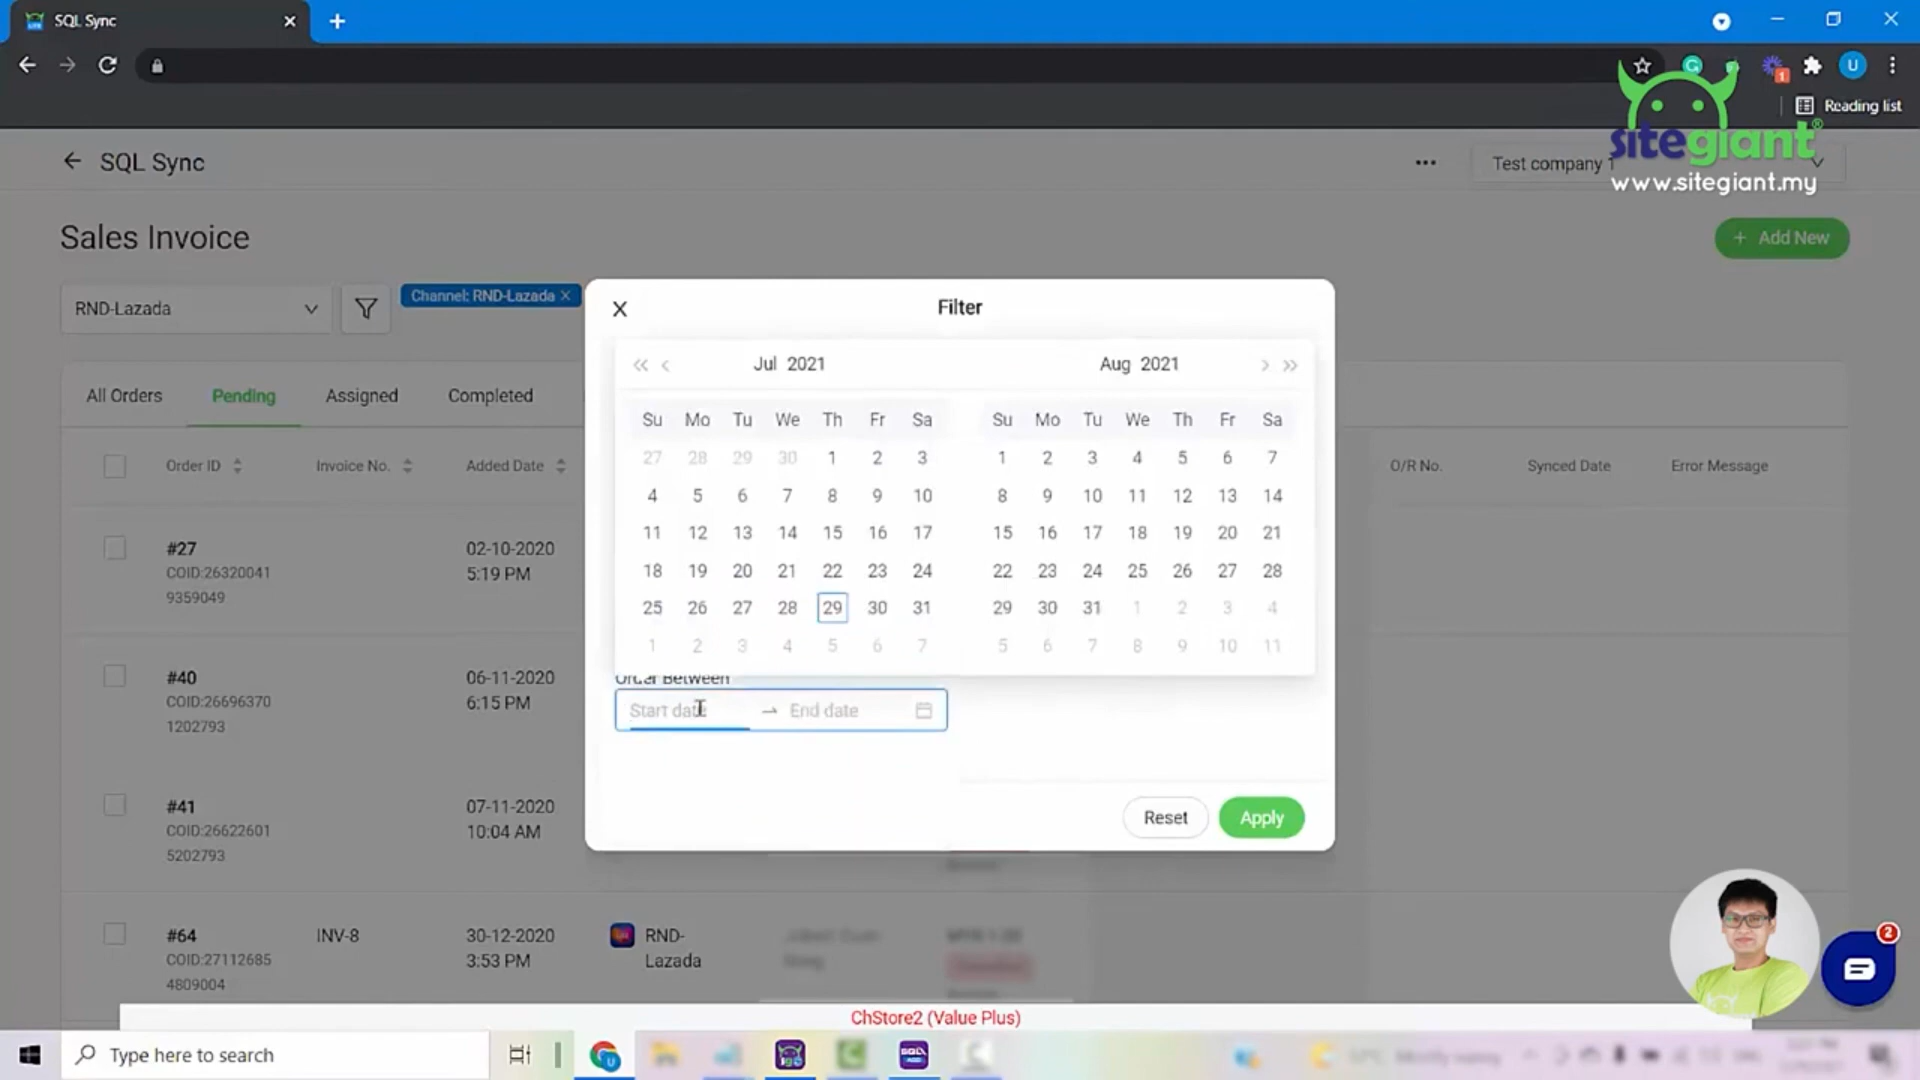 SQL Sync
Reading list
sitegiant®
www.sitegiant.my
SQL Sync
Test company 1
Sales Invoice
+ Add New
RND-Lazada
Channel: RND-Lazada
Filter
Jul 2021
Aug 2021
All Orders
Pending
Assigned
Completed
Su Mo Tu We Th Fr Sa
Su Mo Tu We Th Fr Sa
27 28 29 30 1 2 3
1 2 3 4 5 6 7
4 5 6 7 8 9 10
8 9 10 11 12 13 14
11 12 13 14 15 16 17
15 16 17 18 19 20 21
18 19 20 21 22 23 24
22 23 24 25 26 27 28
25 26 27 28 29 30 31
29 30 31 1 2 3 4
1 2 3 4 5 6 7
5 6 7 8 9 10 11
Order ID
Invoice No.
Added Date
O/R No.
Synced Date
Error Message
#27
COID:26320041
9359049
02-10-2020
5:19 PM
#40
COID:26696370
1202793
06-11-2020
6:15 PM
Order Between
Start date
End date
#41
COID:26622601
5202793
07-11-2020
10:04 AM
Reset
Apply
#64
COID:27112685
4809004
INV-8
30-12-2020
3:53 PM
RND-
Lazada
2
ChStore2 (Value Plus)
Type here to search
U
1